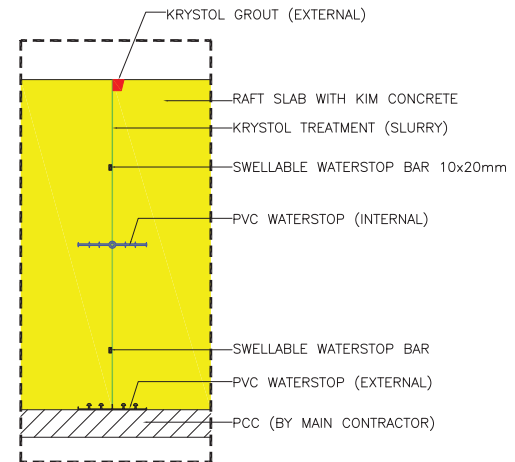 KRYSTOL GROUT (EXTERNAL)
RAFT SLAB WITH KIM CONCRETE
KRYSTOL TREATMENT (SLURRY)
SWELLABLE WATERSTOP BAR 10x20mm
PVC WATERSTOP (INTERNAL)
SWELLABLE WATERSTOP BAR
PVC WATERSTOP (EXTERNAL)
PCC (BY MAIN CONTRACTOR)